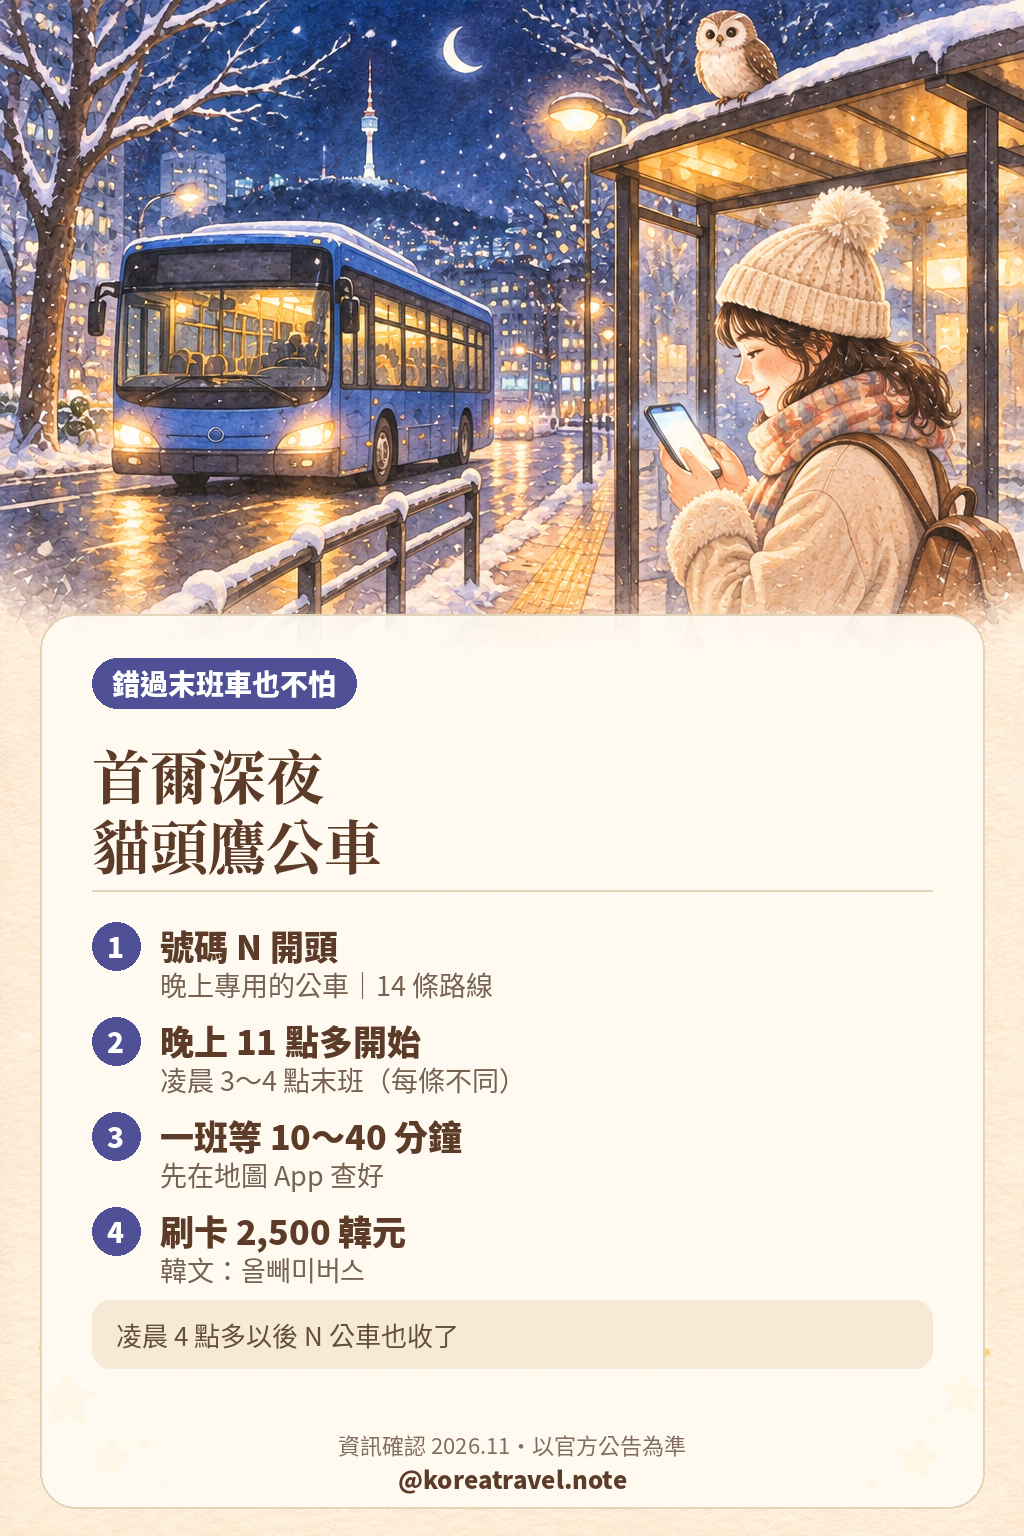 錯過末班車也不怕
首爾深夜
貓頭鷹公車
1 號碼 N 開頭
晚上專用的公車｜14 條路線
2 晚上 11 點多開始
凌晨 3～4 點末班（每條不同）
3 一班等 10～40 分鐘
先在地圖 App 查好
4 刷卡 2,500 韓元
韓文：올빼미버스
凌晨 4 點多以後 N 公車也收了
資訊確認 2026.11・以官方公告為準
@koreatravel.note